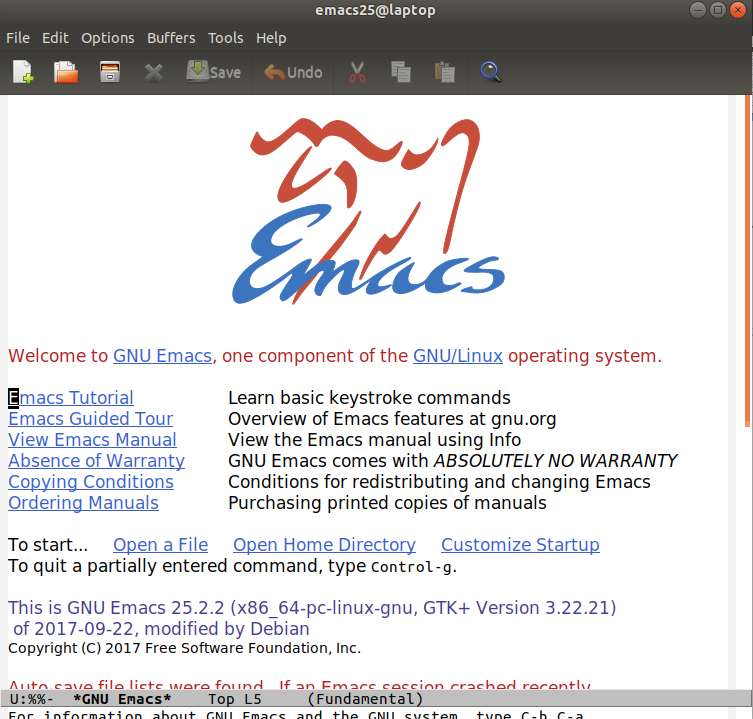 emacs25@laptop
File Edit Options Buffers Tools Help
Save Undo
Emacs
Welcome to GNU Emacs, one component of the GNU/Linux operating system.
Emacs Tutorial Learn basic keystroke commands
Emacs Guided Tour Overview of Emacs features at gnu.org
View Emacs Manual View the Emacs manual using Info
Absence of Warranty GNU Emacs comes with ABSOLUTELY NO WARRANTY
Copying Conditions Conditions for redistributing and changing Emacs
Ordering Manuals Purchasing printed copies of manuals
To start... Open a File Open Home Directory Customize Startup
To quit a partially entered command, type Control-g.
This is GNU Emacs 25.2.2 (x86_64-pc-linux-gnu, GTK+ Version 3.22.21)
of 2017-09-22, modified by Debian
Copyright (C) 2017 Free Software Foundation, Inc.
Auto-save file lists were found. If an Emacs session crashed recently,
U:%%- *GNU Emacs* Top L5 (Fundamental)
For information about GNU Emacs and the GNU system, type C-h C-a.